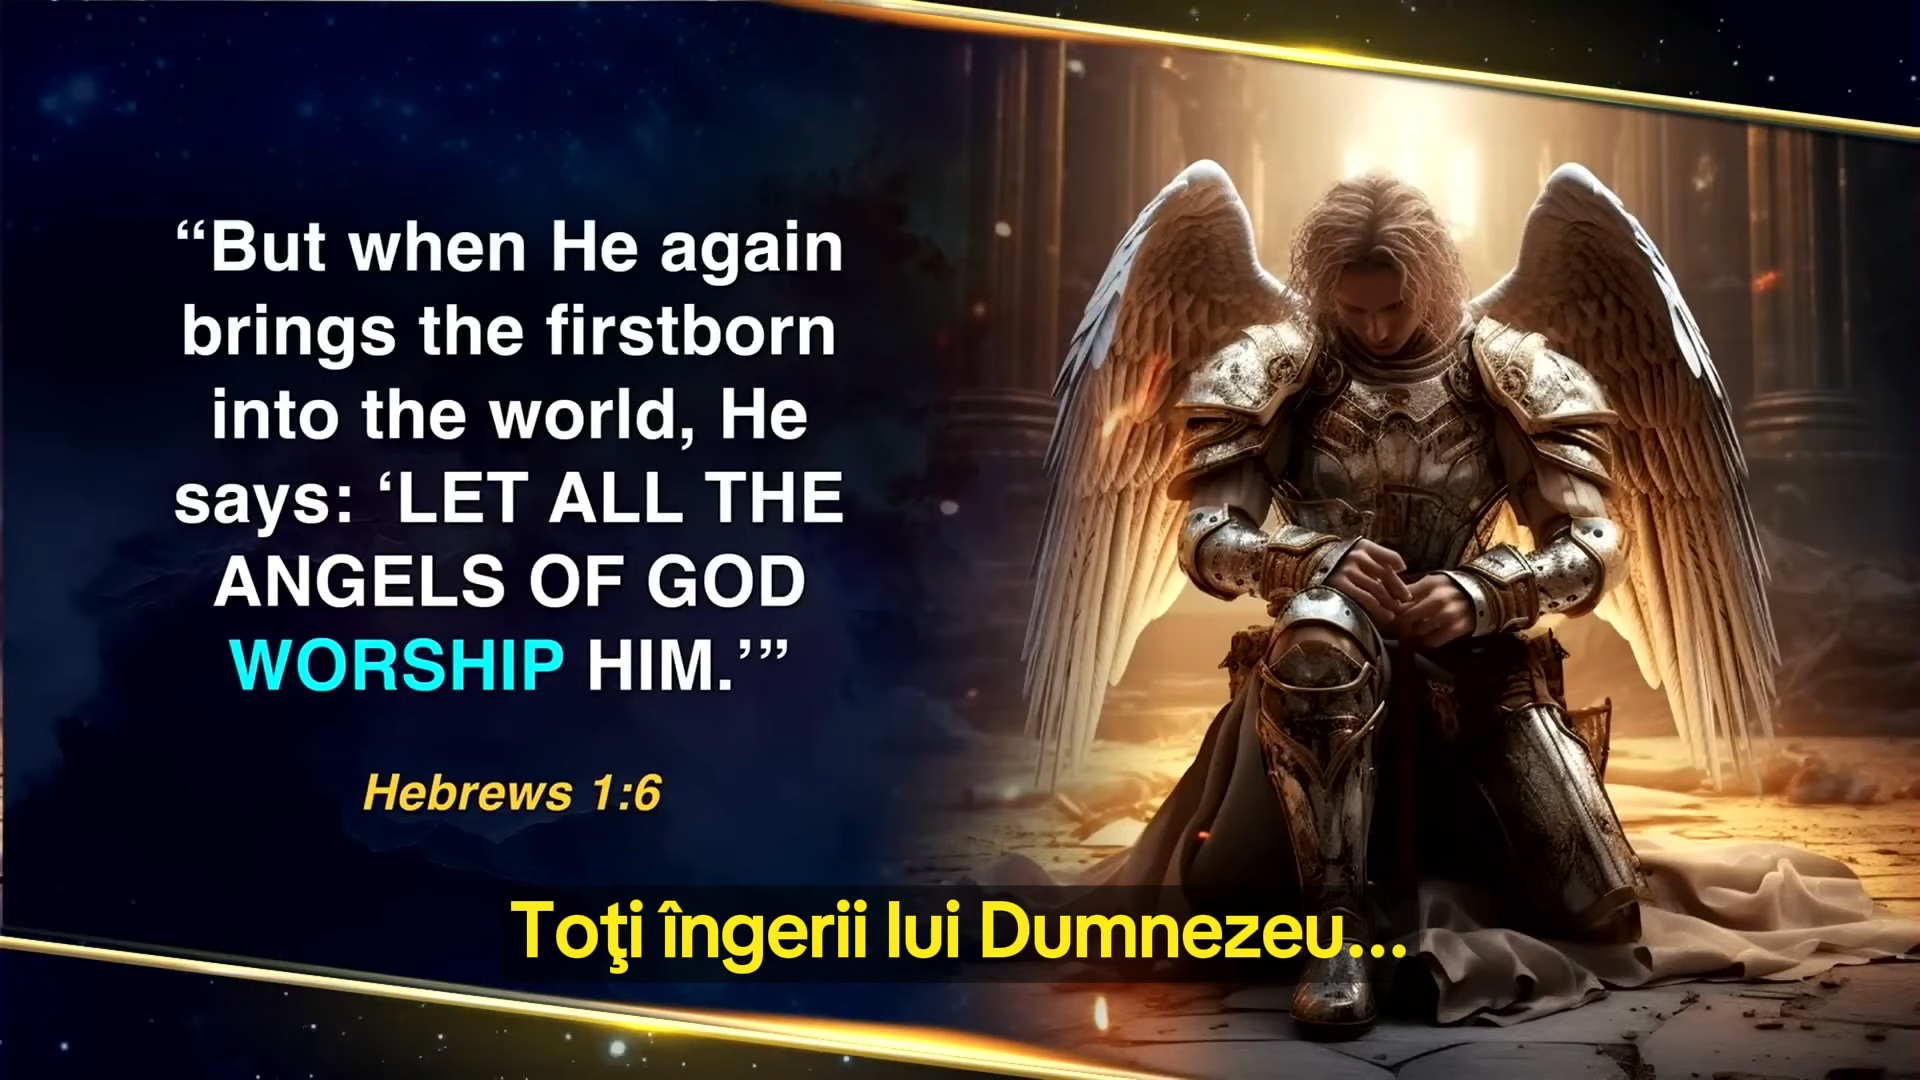 “But when He again
brings the firstborn
into the world, He
says: ‘LET ALL THE
ANGELS OF GOD
WORSHIP HIM.’”
Hebrews 1:6
Toţi îngerii lui Dumnezeu...